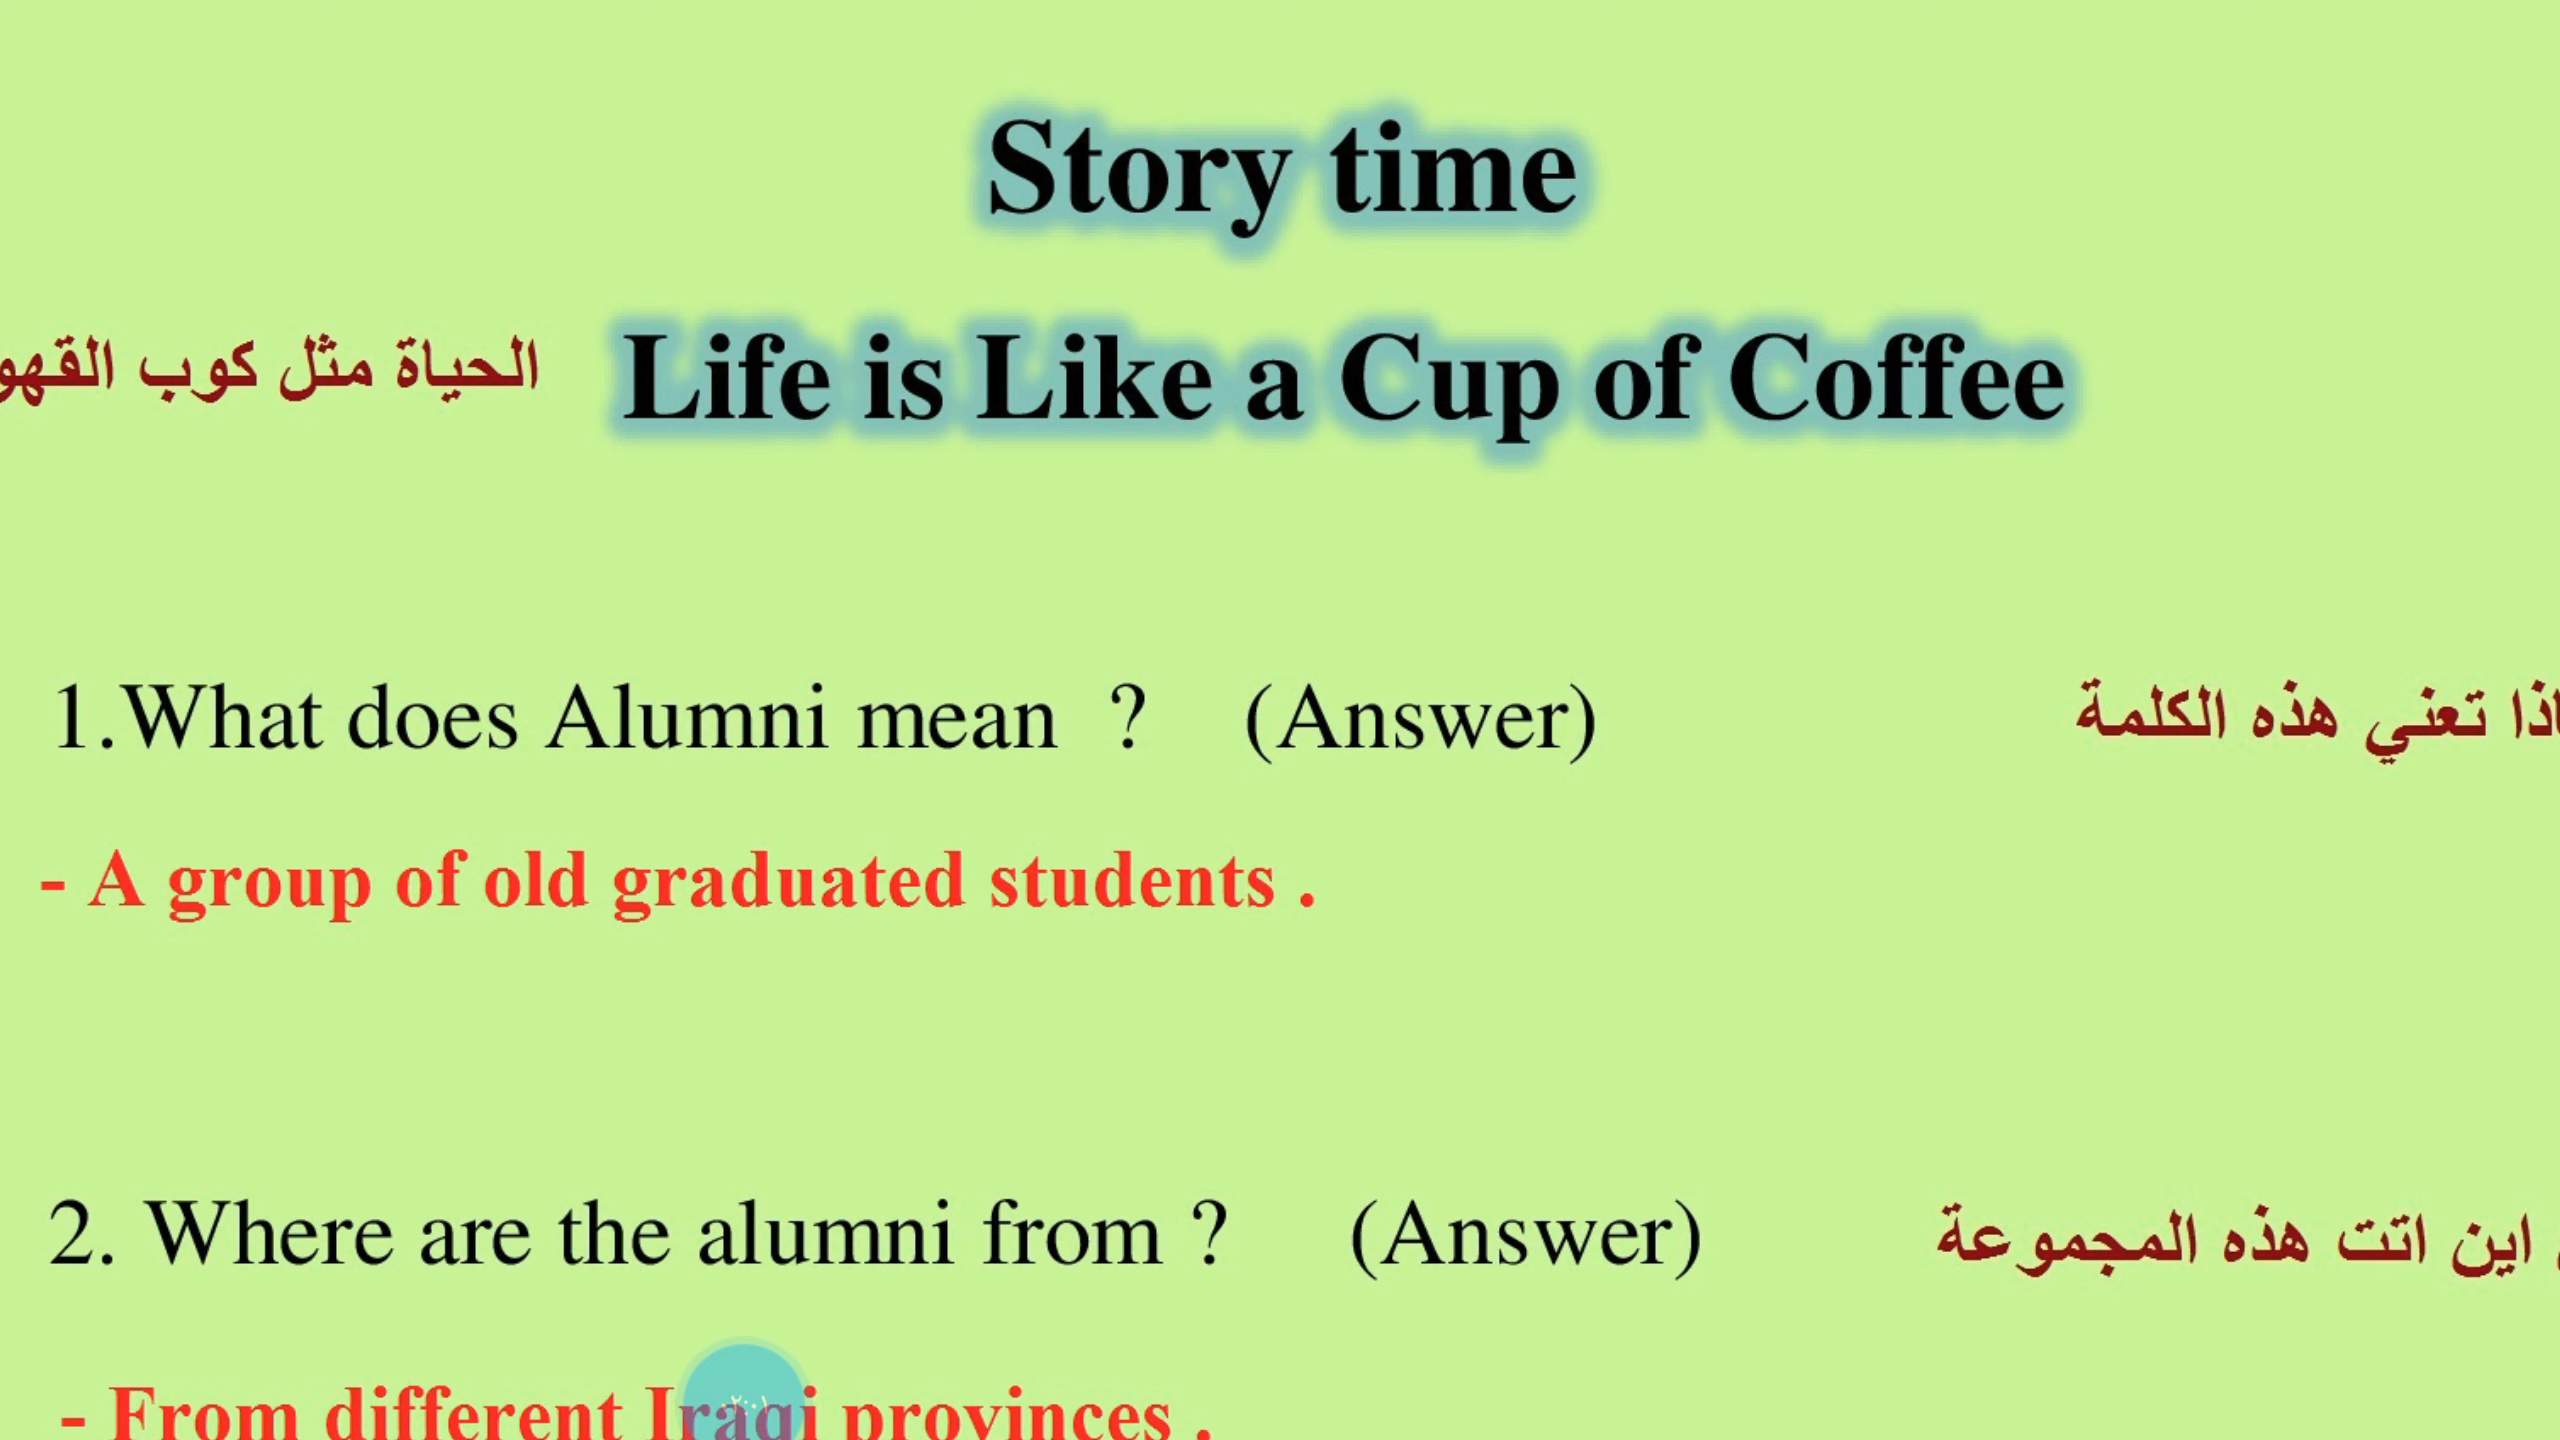 Story time
الحياة مثل كوب Life is Like a Cup of Coffee
1.What does Alumni mean ? (Answer) تعني هذه الكلمة
- A group of old graduated students .
2. Where are the alumni from ? (Answer) اين اتت هذه المجموعة
- From different Iraqi provinces .